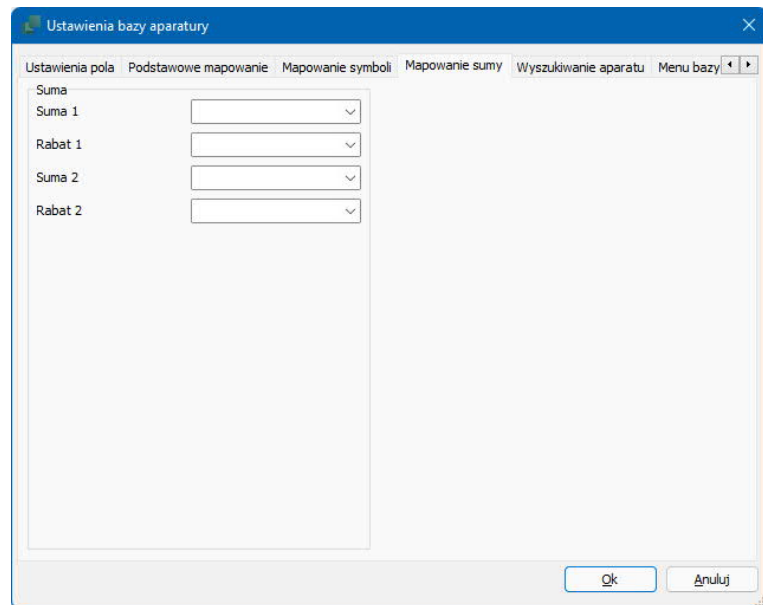 Ustawienia bazy aparatury
Ustawienia pola Podstawowe mapowanie Mapowanie symboli Mapowanie sumy Wyszukiwanie aparatu Menu bazy
Suma
Suma 1
Rabat 1
Suma 2
Rabat 2
Ok Anuluj